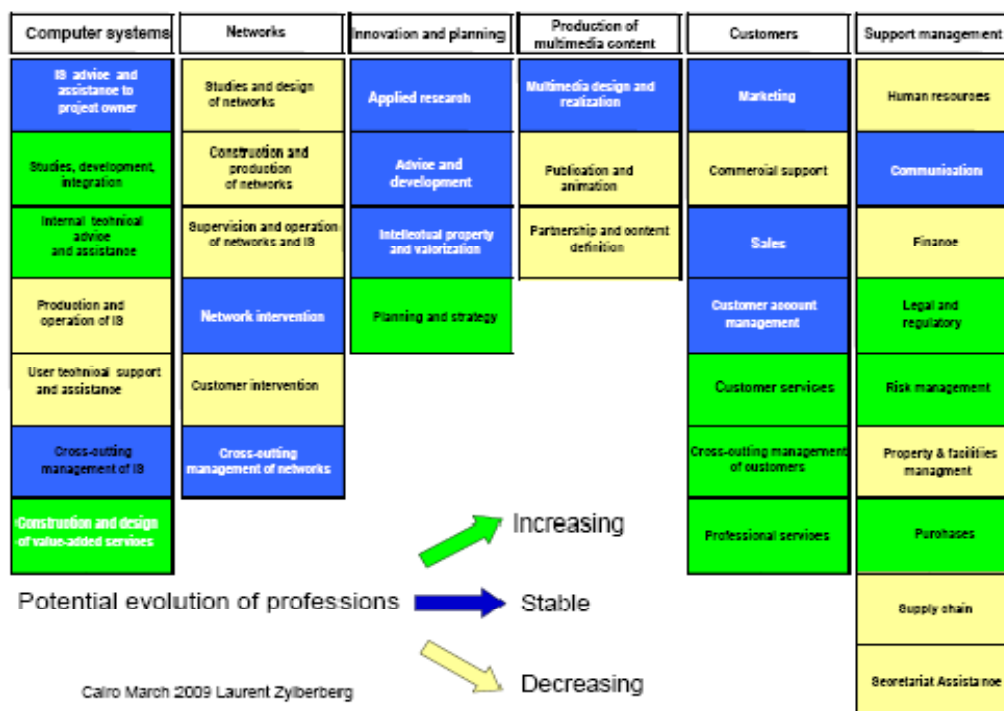 Computer systems
IS advice and
assistance to
project owner
Studies, development,
integration
Internal technical
advice
and assistance
Production and
operation of IS
User technical support
and assistance
Cross-cutting
management of IS
Construction and design
of value-added services
Networks
Studies and design
of networks
Construction and
production
of networks
Supervision and operation
of networks and IS
Network intervention
Customer intervention
Cross-cutting
management of networks
Innovation and planning
Applied research
Advice and
development
Intellectual property
and valorization
Planning and strategy
Production of
multimedia content
Multimedia design and
realization
Publication and
animation
Partnership and content
definition
Customers
Marketing
Commercial support
Sales
Customer account
management
Customer services
Cross-cutting management
of customers
Professional services
Support management
Human resources
Communication
Finance
Legal and
regulatory
Risk management
Property & facilities
managment
Purchases
Supply chain
Secretariat Assistance
Increasing
Potential evolution of professions
Stable
Decreasing
Cairo March 2009 Laurent Zylberberg